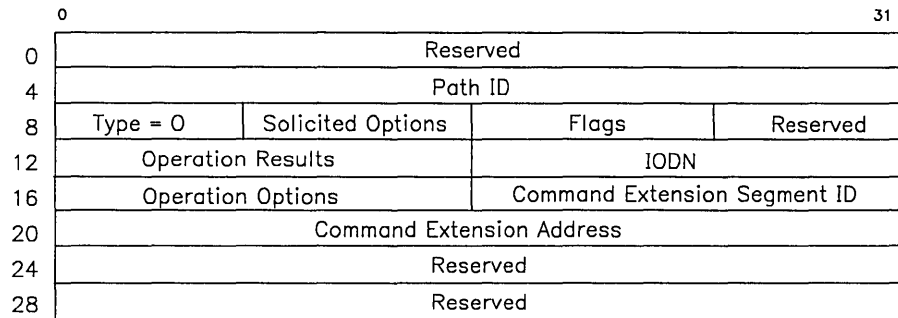 0 31
0 Reserved
4 Path ID
8 Type = 0 Solicited Options Flags Reserved
12 Operation Results IODN
16 Operation Options Command Extension Segment ID
20 Command Extension Address
24 Reserved
28 Reserved